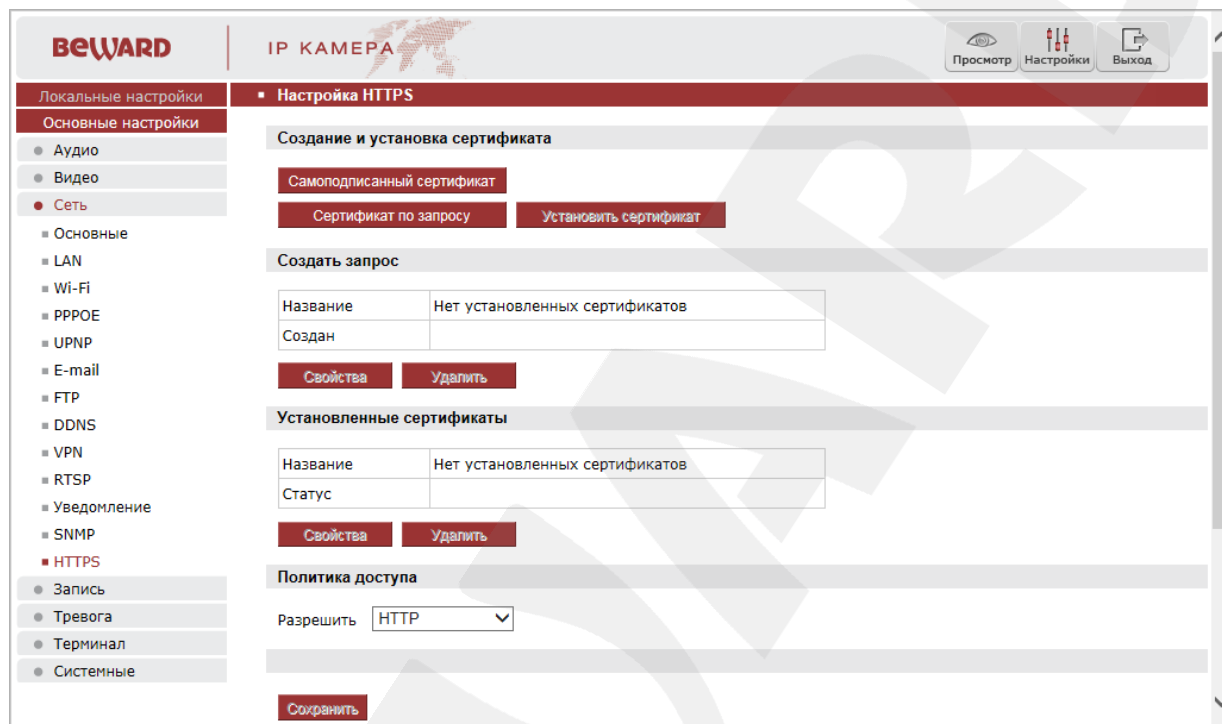 BEWARD
IP КАМЕРА
Просмотр
Настройки
Выход
Локальные настройки
Основные настройки
Аудио
Видео
Сеть
Основные
LAN
Wi-Fi
PPPOE
UPNP
E-mail
FTP
DDNS
VPN
RTSP
Уведомление
SNMP
HTTPS
Запись
Тревога
Терминал
Системные
Настройка HTTPS
Создание и установка сертификата
Самоподписанный сертификат
Сертификат по запросу
Установить сертификат
Создать запрос
Название Нет установленных сертификатов
Создан
Свойства
Удалить
Установленные сертификаты
Название Нет установленных сертификатов
Статус
Свойства
Удалить
Политика доступа
Разрешить HTTP
Сохранить